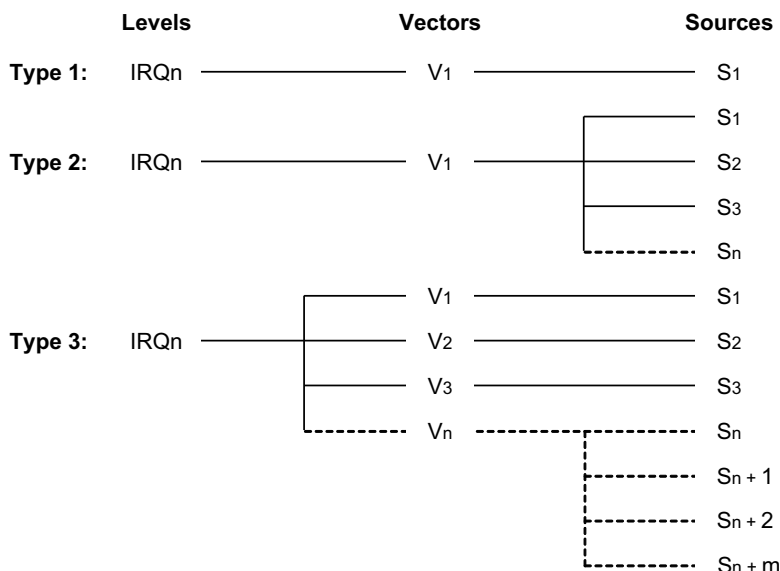 Levels Vectors Sources
Type 1: IRQn V1 S1
S1
Type 2: IRQn V1 S2
S3
Sn
V1 S1
Type 3: IRQn V2 S2
V3 S3
Vn Sn
Sn + 1
Sn + 2
Sn + m